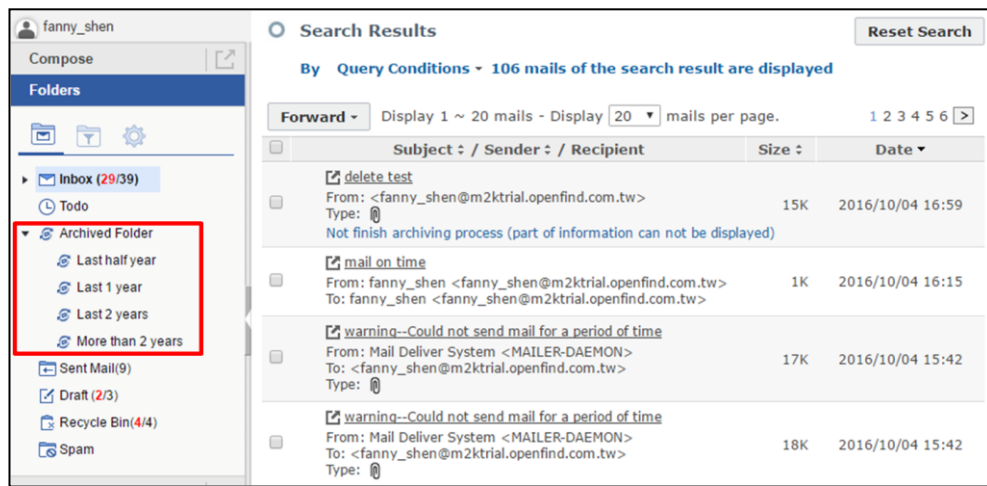 fanny_shen
Compose
Folders
Inbox (29/39)
Todo
Archived Folder
Last half year
Last 1 year
Last 2 years
More than 2 years
Sent Mail(9)
Draft (2/3)
Recycle Bin(4/4)
Spam
Search Results
Reset Search
By Query Conditions 106 mails of the search result are displayed
Forward Display 1 ~ 20 mails - Display 20 mails per page. 1 2 3 4 5 6 >
Subject / Sender / Recipient Size Date
delete test
From: <fanny_shen@m2ktrial.openfind.com.tw>
Type:
Not finish archiving process (part of information can not be displayed)
15K 2016/10/04 16:59
mail on time
From: fanny_shen <fanny_shen@m2ktrial.openfind.com.tw>
To: fanny_shen <fanny_shen@m2ktrial.openfind.com.tw>
1K 2016/10/04 16:15
warning--Could not send mail for a period of time
From: Mail Deliver System <MAILER-DAEMON>
To: <fanny_shen@m2ktrial.openfind.com.tw>
Type:
17K 2016/10/04 15:42
warning--Could not send mail for a period of time
From: Mail Deliver System <MAILER-DAEMON>
To: <fanny_shen@m2ktrial.openfind.com.tw>
Type:
18K 2016/10/04 15:42